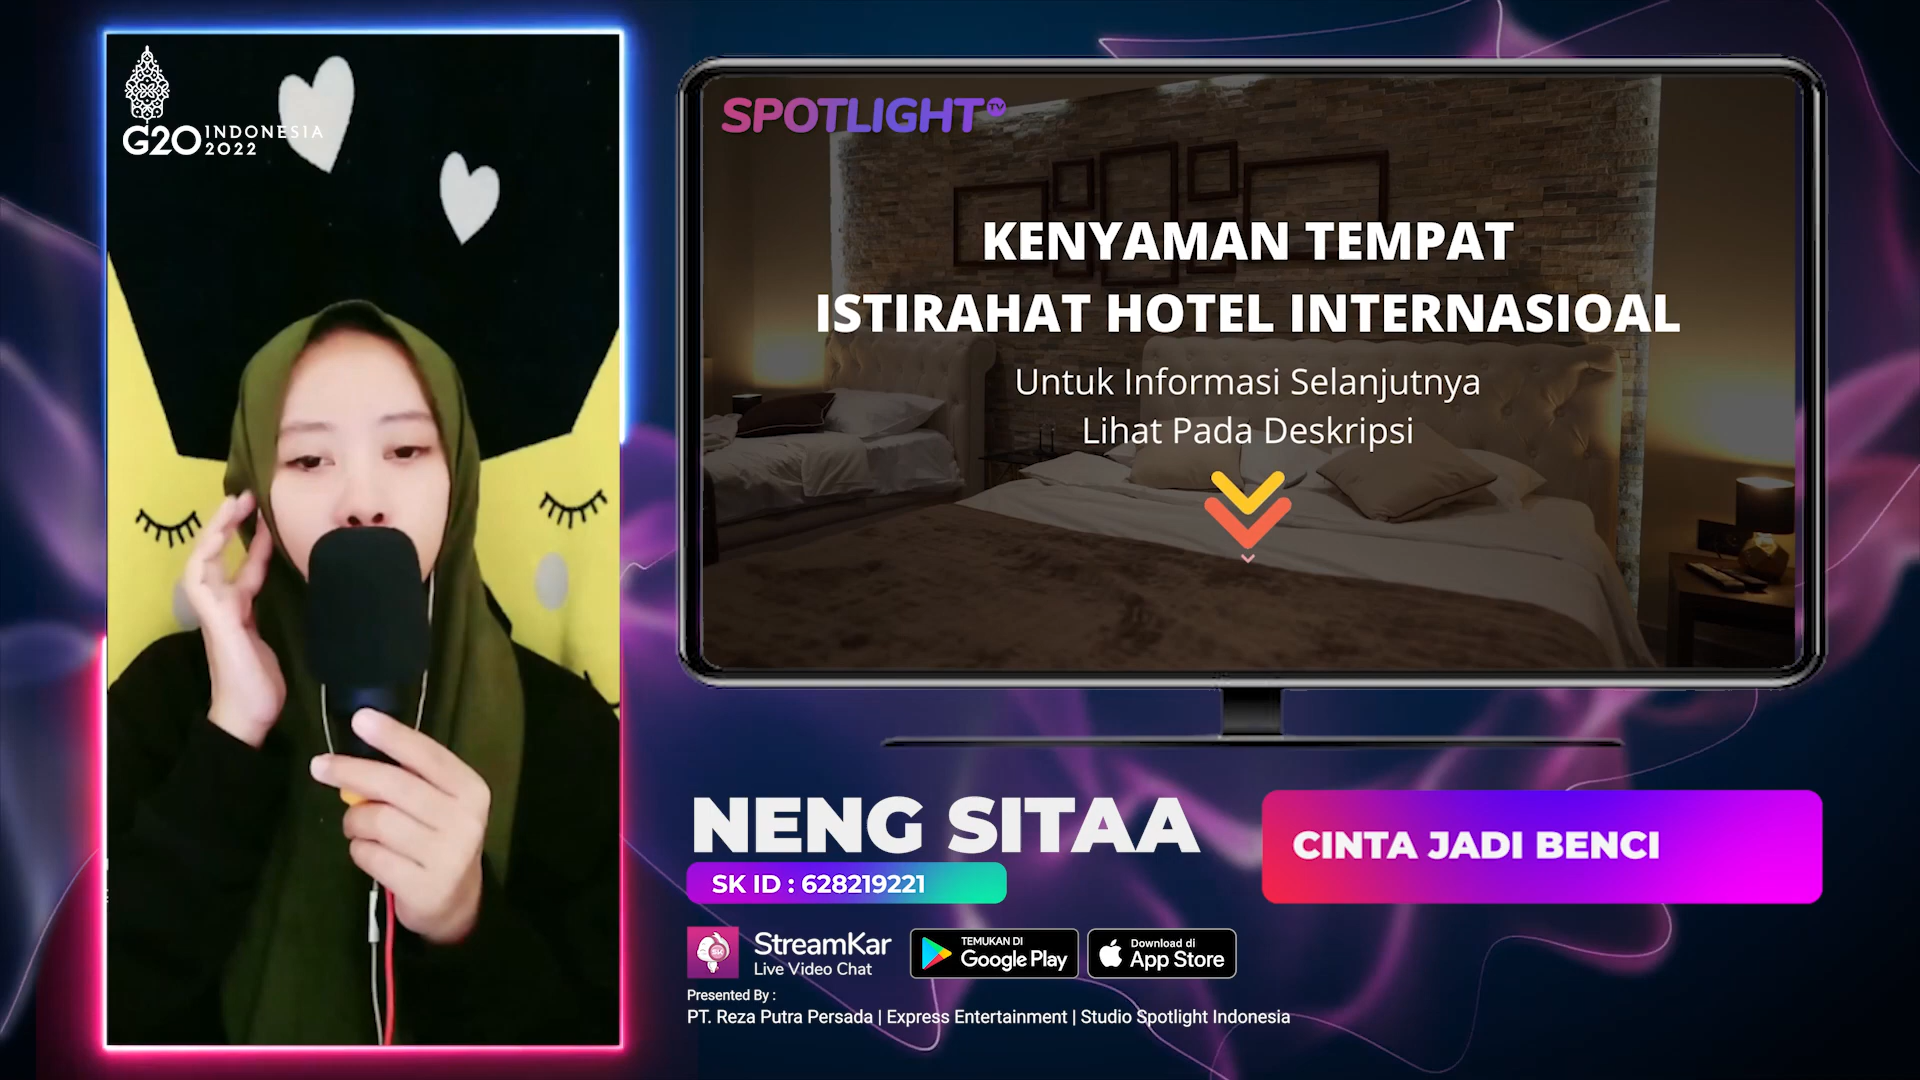 G20 INDONESIA
2022
SPOTLIGHT TV
KENYAMAN TEMPAT
ISTIRAHAT HOTEL INTERNASIOAL
Untuk Informasi Selanjutnya
Lihat Pada Deskripsi
NENG SITAA
SK ID : 628219221
CINTA JADI BENCI
StreamKar
Live Video Chat
TEMUKAN DI
Google Play
Download di
App Store
Presented By :
PT. Reza Putra Persada | Express Entertainment | Studio Spotlight Indonesia